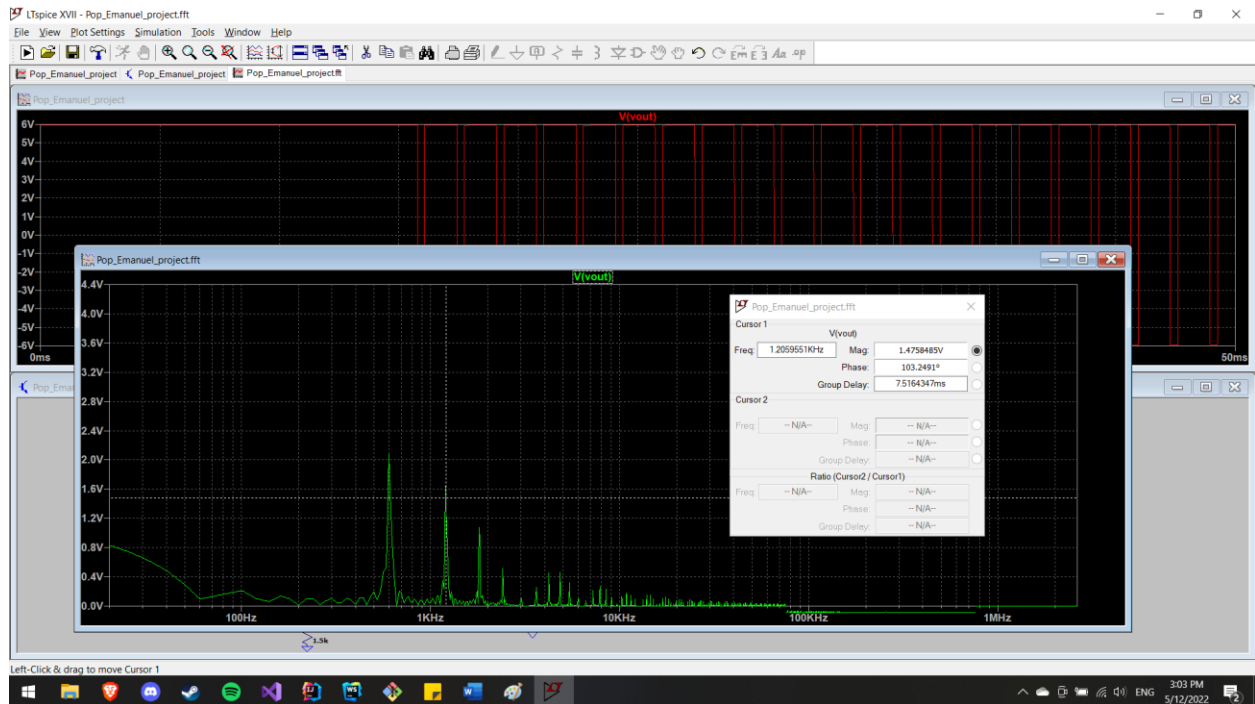 LTspice XVII - Pop_Emanuel_project.fft
File View Plot Settings Simulation Tools Window Help
.op
Pop_Emanuel_project Pop_Emanuel_project Pop_Emanuel_project.fft
Pop_Emanuel_project
V(vout)
6V
5V
4V
3V
2V
1V
0V
-1V
-2V
-3V
-4V
-5V
-6V
0ms 50ms
Pop_Emanuel_project.fft
V(vout)
4.4V
4.0V
3.6V
3.2V
2.8V
2.4V
2.0V
1.6V
1.2V
0.8V
0.4V
0.0V
100Hz 1KHz 10KHz 100KHz 1MHz
Pop_Emanuel_project.fft
Cursor 1
V(vout)
Freq: 1.2059551KHz Mag: 1.4758485V
Phase: 103.2491°
Group Delay: 7.5164347ms
Cursor 2
Freq: -- N/A-- Mag: -- N/A--
Phase: -- N/A--
Group Delay: -- N/A--
Ratio (Cursor2 / Cursor1)
Freq: -- N/A-- Mag: -- N/A--
Phase: -- N/A--
Group Delay: -- N/A--
Pop_Ema
1.5k
Left-Click & drag to move Cursor 1
ENG
3:03 PM
5/12/2022
2